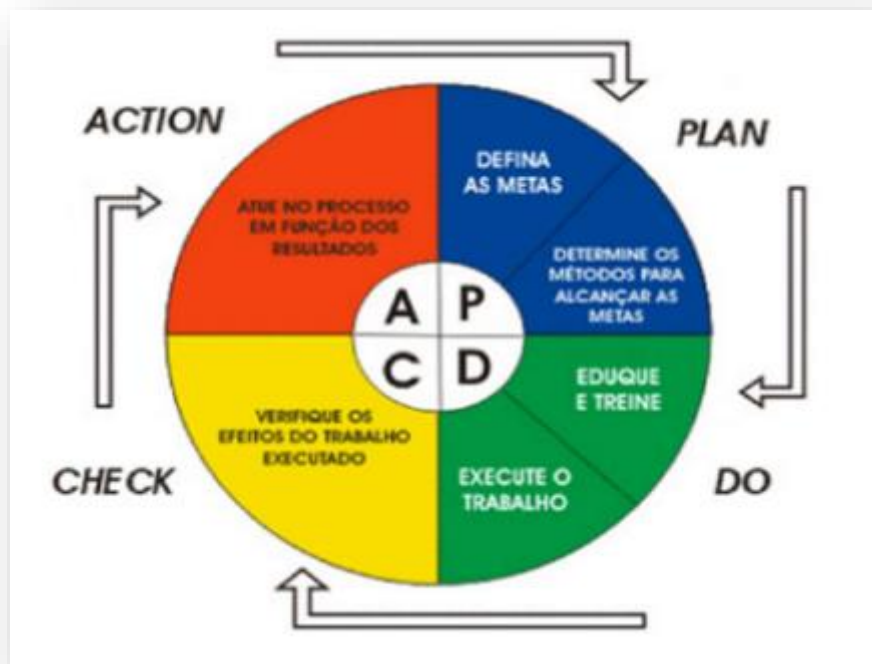 ACTION
PLAN
DEFINA
AS METAS
ATUE NO PROCESSO
EM FUNÇÃO DOS
RESULTADOS
DETERMINE OS
MÉTODOS PARA
ALCANÇAR AS
METAS
A P
C D
EDUQUE
E TREINE
VERIFIQUE OS
EFEITOS DO TRABALHO
EXECUTADO
EXECUTE O
TRABALHO
CHECK
DO